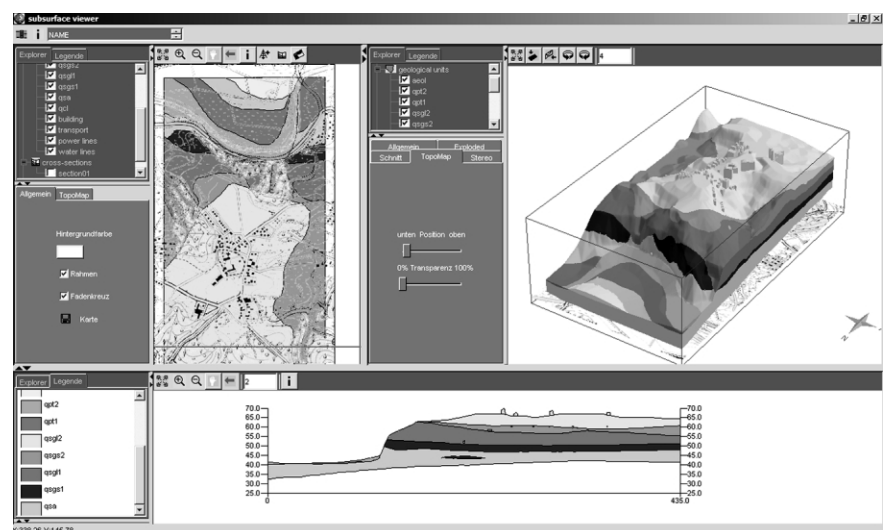 subsurface viewer
NAME
Explorer Legende
qsgs2
qsgl1
qsgs1
qsa
qcl
building
transport
power lines
water lines
cross-sections
section01
Allgemein TopoMap
Hintergrundfarbe
Rahmen
Fadenkreuz
Karte
Explorer Legende
geological units
aeol
qpt2
qpt1
qsgl2
qsgs2
Allgemein Exploded
Schnitt TopoMap Stereo
unten Position oben
0% Transparenz 100%
4
N
Explorer Legende
qpt2
qpt1
qsgl2
qsgs2
qsgl1
qsgs1
qsa
2
70.0
65.0
60.0
55.0
50.0
45.0
40.0
35.0
30.0
25.0
0
70.0
65.0
60.0
55.0
50.0
45.0
40.0
35.0
30.0
25.0
435.0